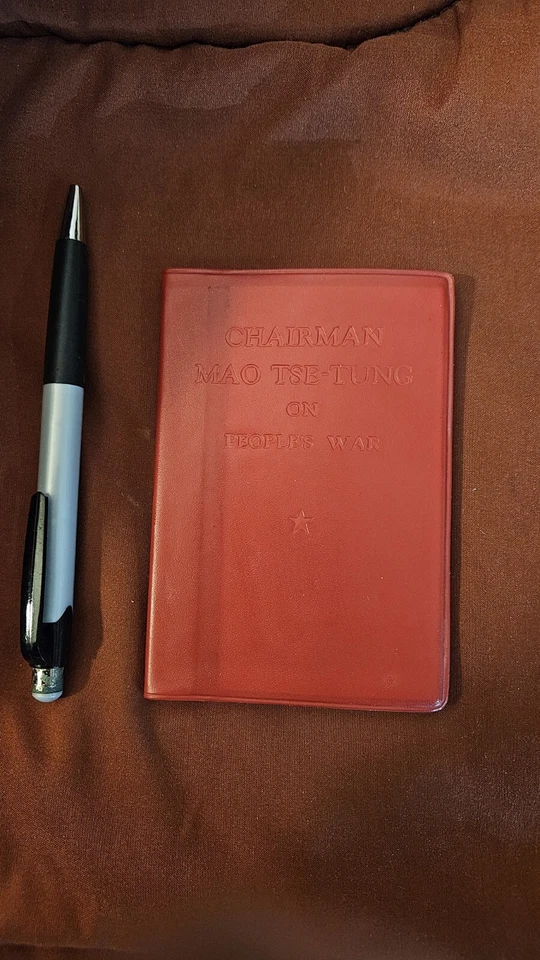 CHAIRMAN
MAO TSE-TUNG
ON
PEOPLE'S WAR